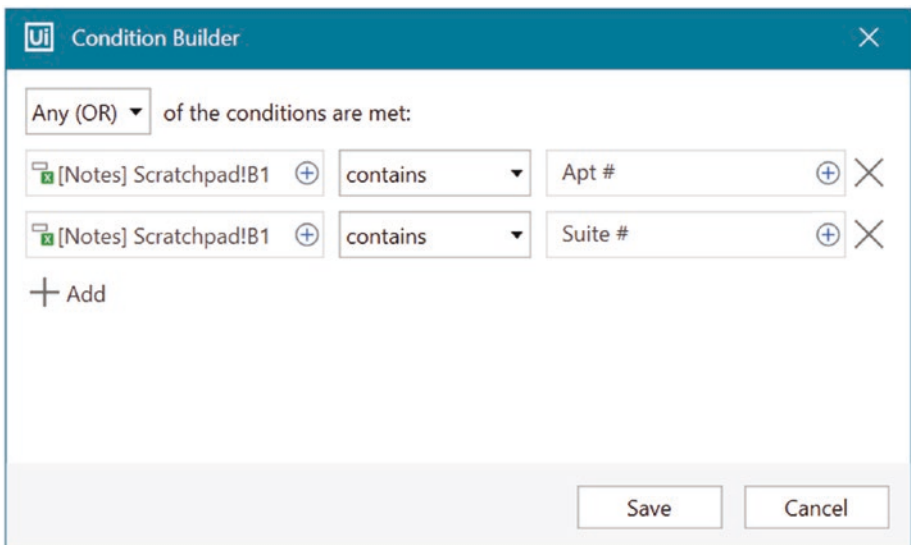 Ui Condition Builder
Any (OR) of the conditions are met:
[Notes] Scratchpad!B1 contains Apt #
[Notes] Scratchpad!B1 contains Suite #
Add
Save Cancel